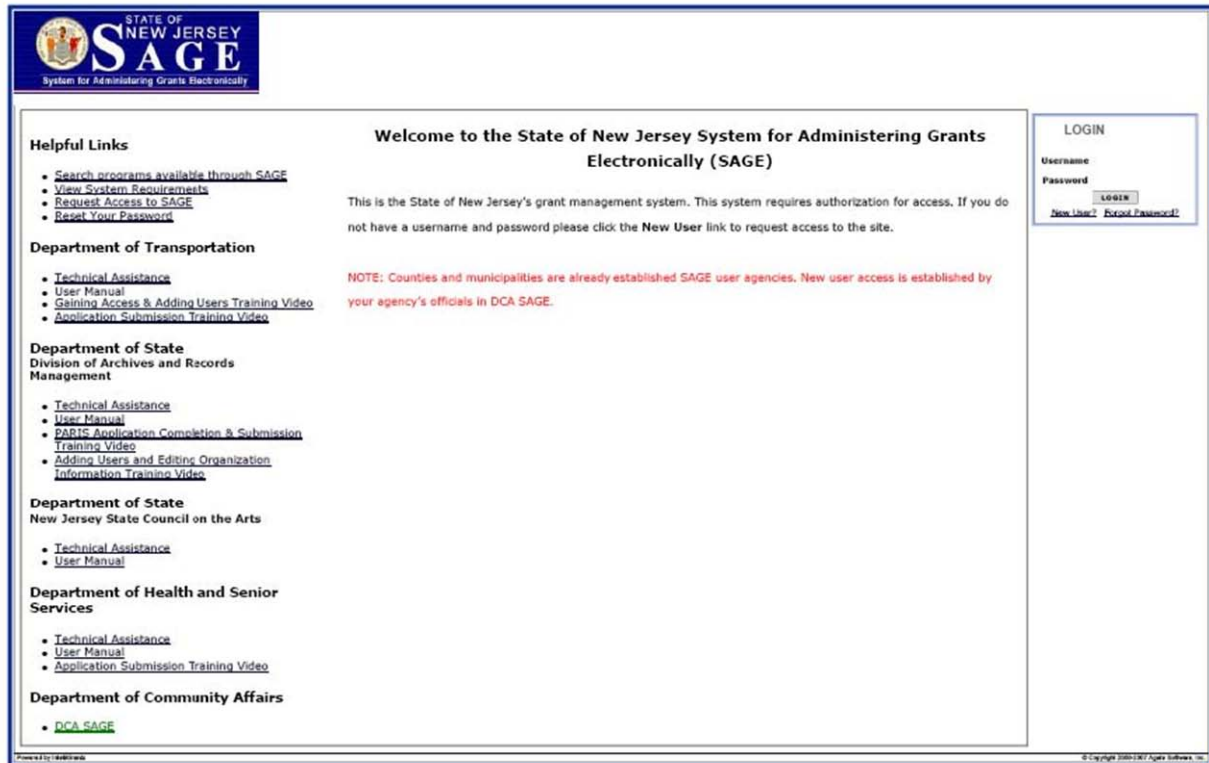 STATE OF
NEW JERSEY
SAGE
System for Administering Grants Electronically
Helpful Links
Search programs available through SAGE
View System Requirements
Request Access to SAGE
Reset Your Password
Department of Transportation
Technical Assistance
User Manual
Gaining Access & Adding Users Training Video
Application Submission Training Video
Department of State
Division of Archives and Records
Management
Technical Assistance
User Manual
PARIS Application Completion & Submission
Training Video
Adding Users and Editing Organization
Information Training Video
Department of State
New Jersey State Council on the Arts
Technical Assistance
User Manual
Department of Health and Senior
Services
Technical Assistance
User Manual
Application Submission Training Video
Department of Community Affairs
DCA SAGE
Welcome to the State of New Jersey System for Administering Grants
Electronically (SAGE)
This is the State of New Jersey's grant management system. This system requires authorization for access. If you do
not have a username and password please click the New User link to request access to the site.
NOTE: Counties and municipalities are already established SAGE user agencies. New user access is established by
your agency's officials in DCA SAGE.
LOGIN
Username
Password
LOGIN
New User? Forgot Password?
Powered by IntelliGrants
© Copyright 2000-2007 Agate Software, Inc.